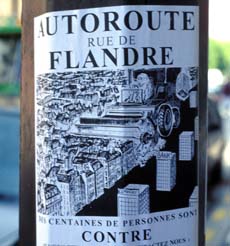 AUTOROUTE
RUE DE
FLANDRE
DES CENTAINES DE PERSONNES SONT
CONTRE